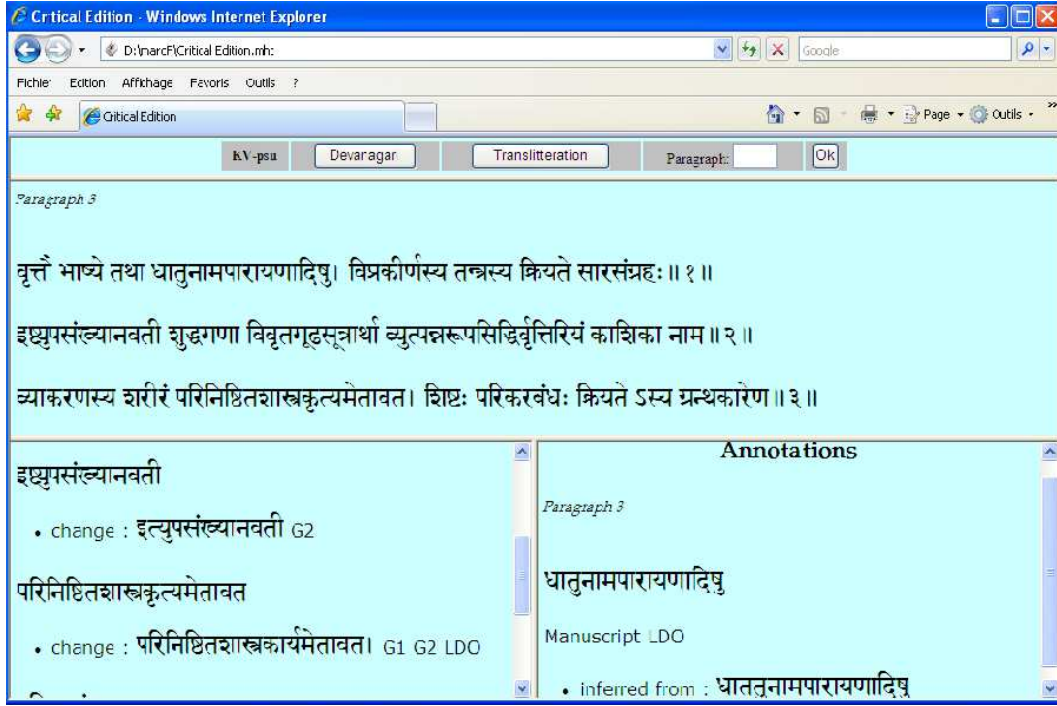 Critical Edition - Windows Internet Explorer
D:\marcF\Critical Edition.mh:
Google
Fichier Edition Affichage Favoris Outils ?
Critical Edition
Page Outils »
KV-psu Devanagar Translitteration Paragraph: Ok
Paragraph 3
वृत्तौ भाष्ये तथा धातुनामपारायणादिषु। विप्रकीर्णस्य तन्त्रस्य क्रियते सारसंग्रहः॥१॥
इष्ट्युपसंख्यानवती शुद्धगणा विवृतगूढसूत्रार्था व्युत्पन्नरूपसिद्धिर्वृत्तिरियं काशिका नाम॥२॥
व्याकरणस्य शरीरं परिनिष्ठितशास्त्रकृत्यमेतावत। शिष्टः परिकरवंधः क्रियते ऽस्य ग्रन्थकारेण॥३॥
इष्ट्युपसंख्यानवती
• change : इत्युपसंख्यानवती G2
परिनिष्ठितशास्त्रकृत्यमेतावत
• change : परिनिष्ठितशास्त्रकार्यमेतावत। G1 G2 LDO
Annotations
Paragraph 3
धातुनामपारायणादिषु
Manuscript LDO
• inferred from : धाततुनामपारायणादिषु